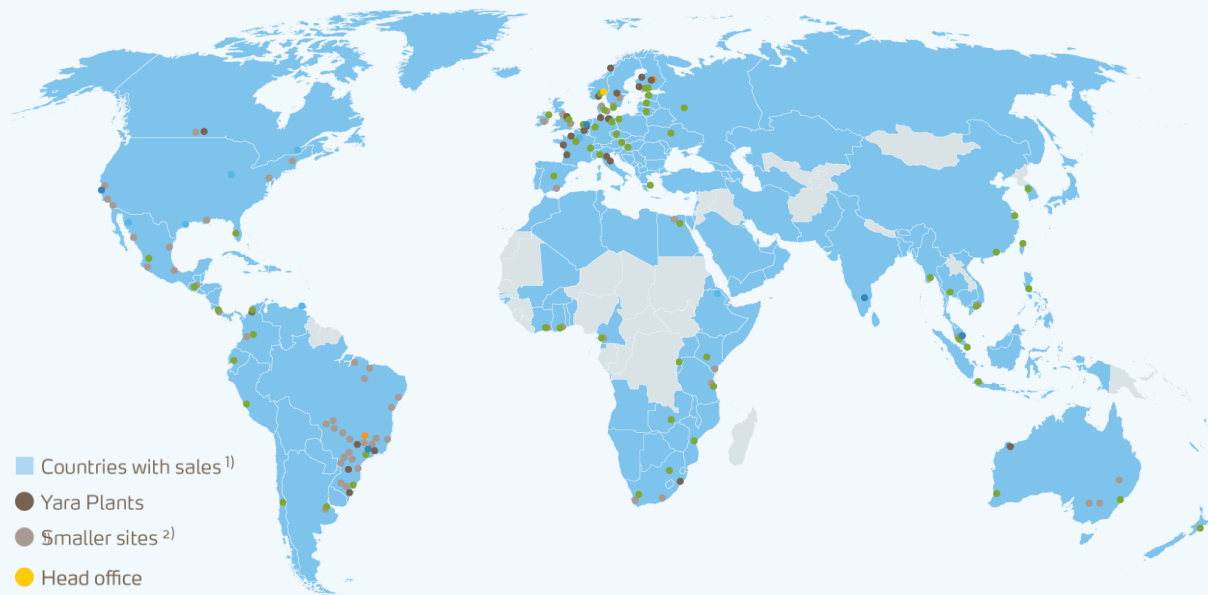 Countries with sales 1)
Yara Plants
Smaller sites 2)
Head office